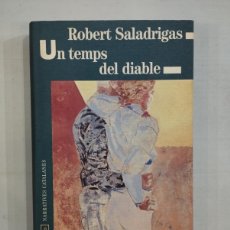 Robert Saladrigas
Un temps
del diable
NARRATIVES CATALANES